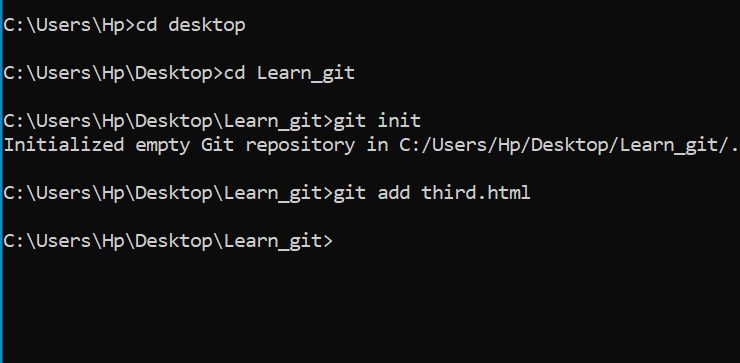 C:\Users\Hp>cd desktop
C:\Users\Hp\Desktop>cd Learn_git
C:\Users\Hp\Desktop\Learn_git>git init
Initialized empty Git repository in C:/Users/Hp/Desktop/Learn_git/.
C:\Users\Hp\Desktop\Learn_git>git add third.html
C:\Users\Hp\Desktop\Learn_git>